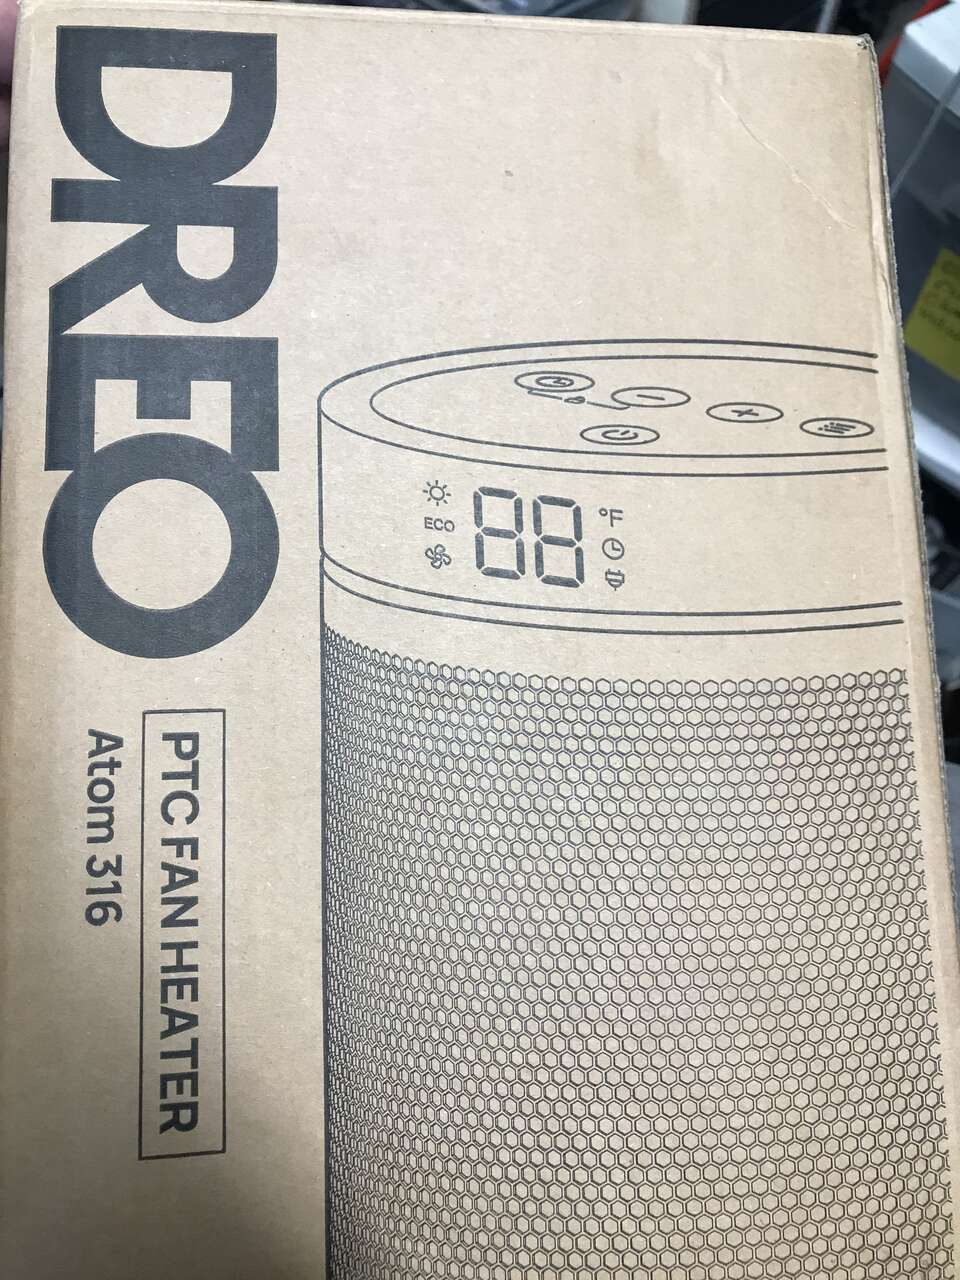 DREO
PTC FAN HEATER
Atom 316
ECO
88
°F